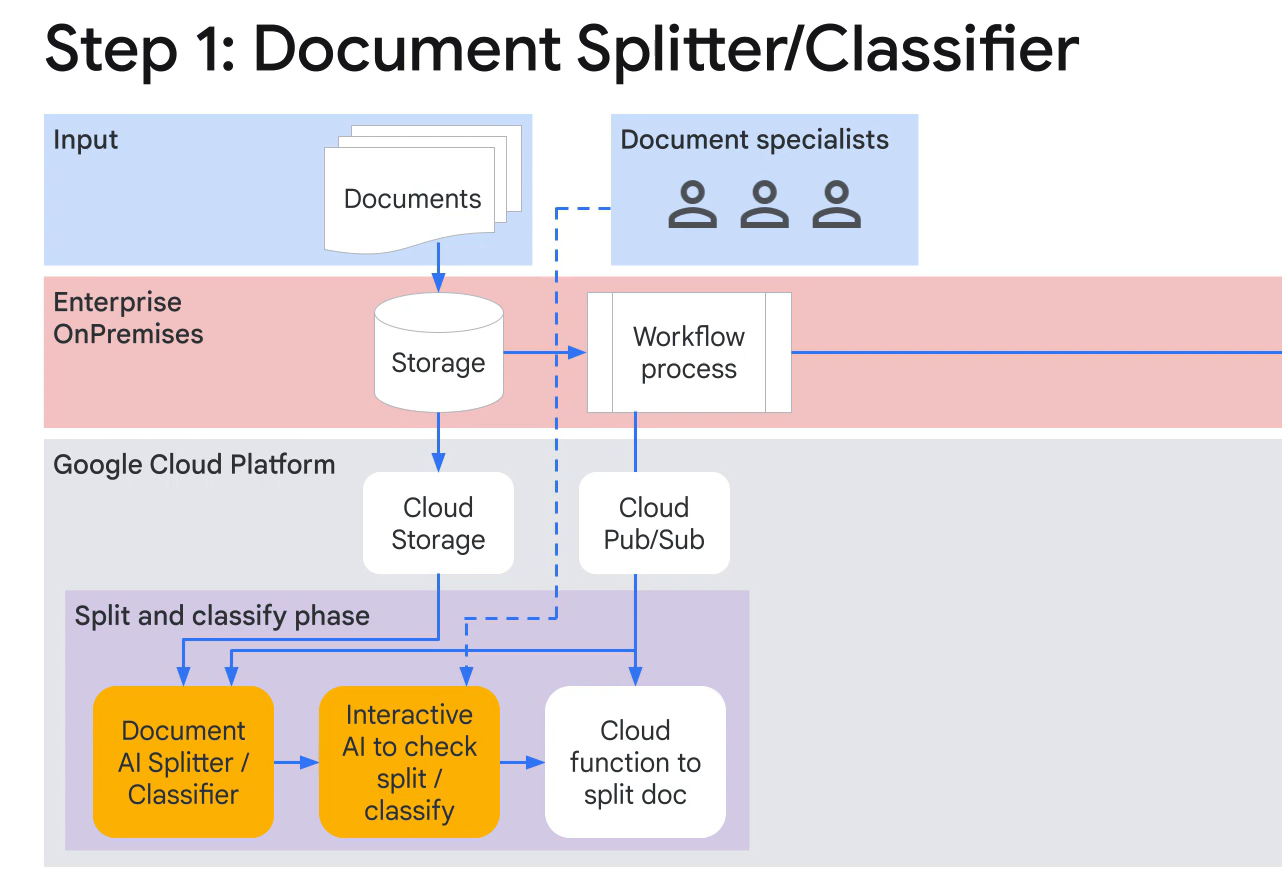 Step 1: Document Splitter/Classifier
Input
Documents
Document specialists
Enterprise
OnPremises
Storage
Workflow
process
Google Cloud Platform
Cloud
Storage
Cloud
Pub/Sub
Split and classify phase
Document
AI Splitter /
Classifier
Interactive
AI to check
split /
classify
Cloud
function to
split doc